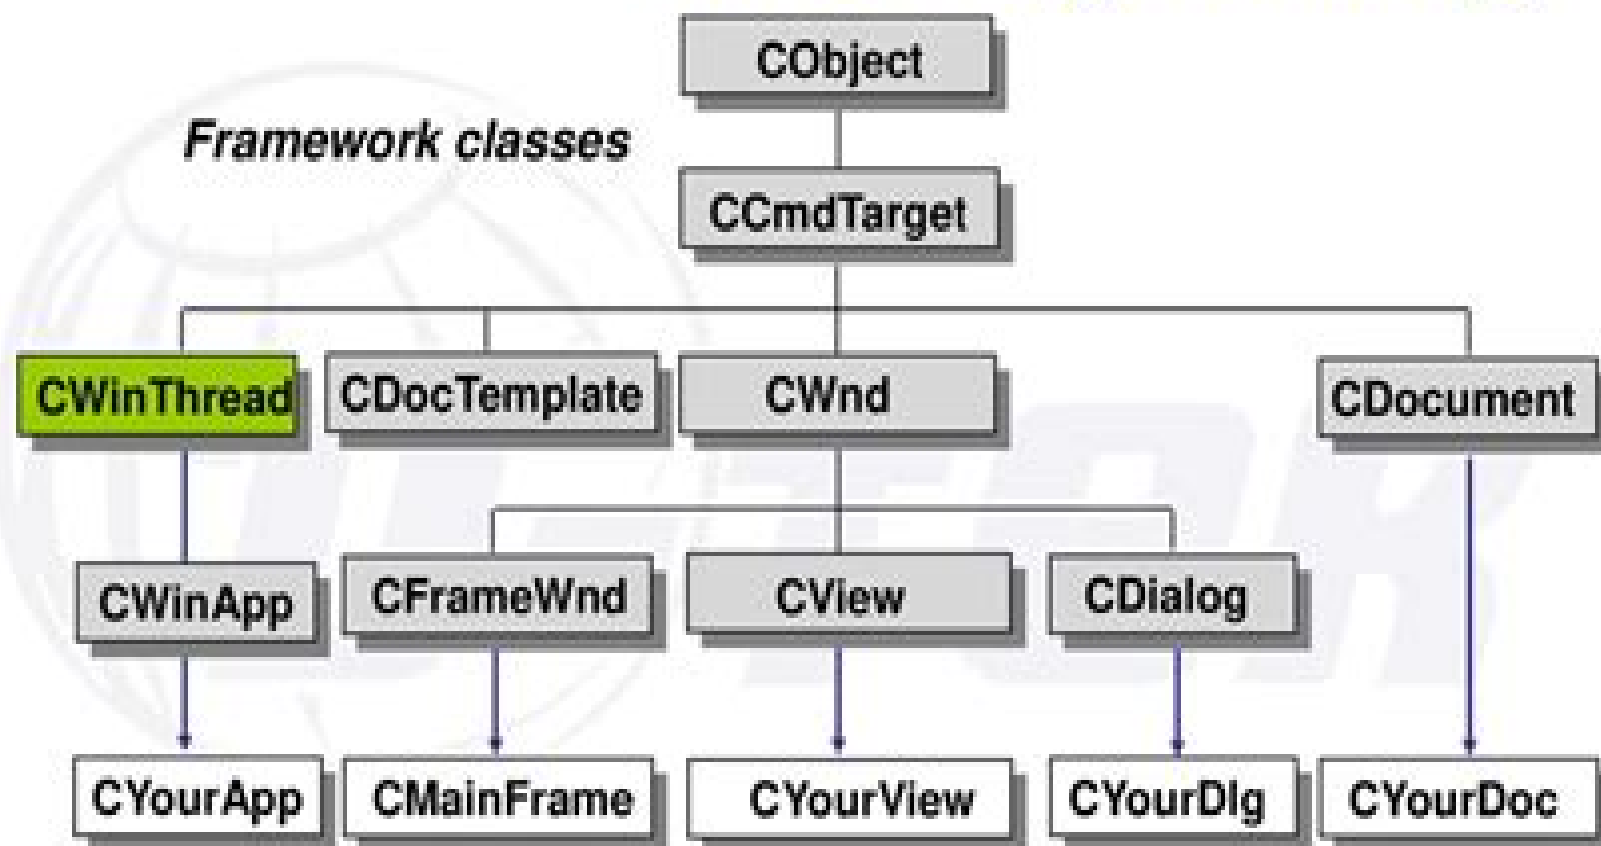 CObject
Framework classes
CCmdTarget
CWinThread
CDocTemplate
CWnd
CDocument
CWinApp
CFrameWnd
CView
CDialog
CYourApp
CMainFrame
CYourView
CYourDlg
CYourDoc